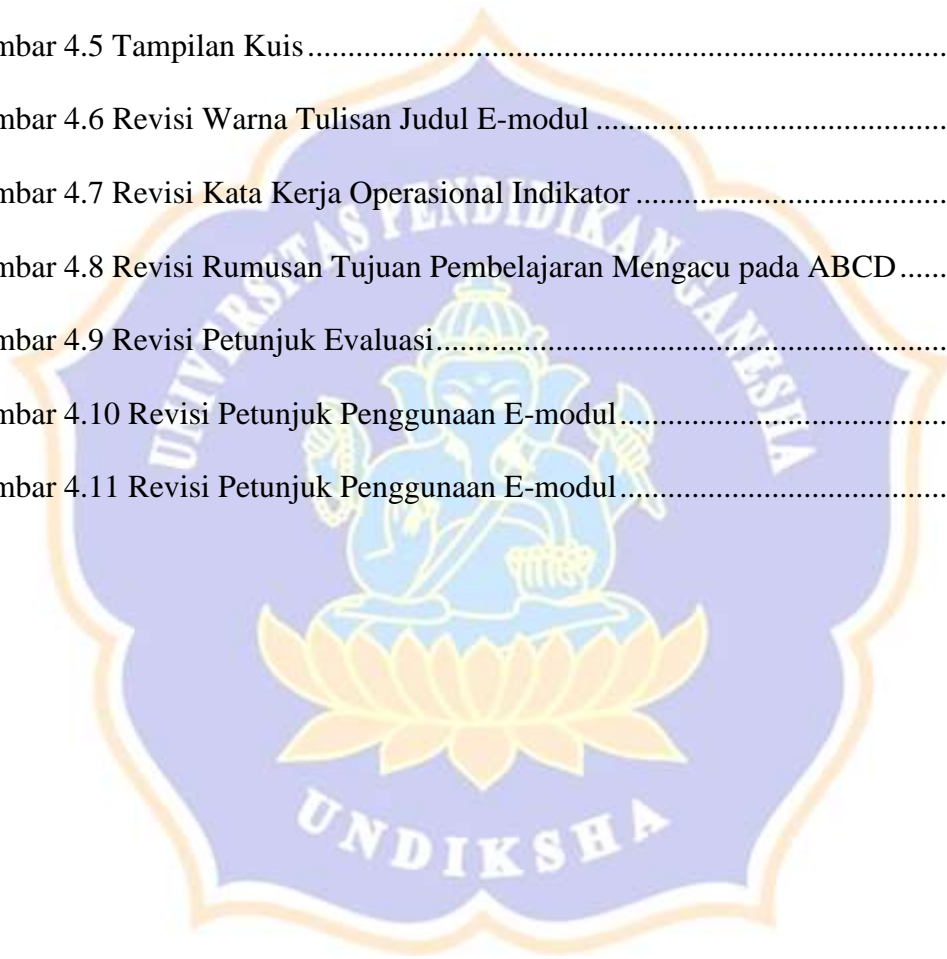 mbar 4.5 Tampilan Kuis................................................................................
mbar 4.6 Revisi Warna Tulisan Judul E-modul............................................
mbar 4.7 Revisi Kata Kerja Operasional Indikator.......................................
mbar 4.8 Revisi Rumusan Tujuan Pembelajaran Mengacu pada ABCD......
mbar 4.9 Revisi Petunjuk Evaluasi................................................................
mbar 4.10 Revisi Petunjuk Penggunaan E-modul.........................................
mbar 4.11 Revisi Petunjuk Penggunaan E-modul.........................................
UNIVERSITAS PENDIDIKAN GANESHA
UNDIKSHA